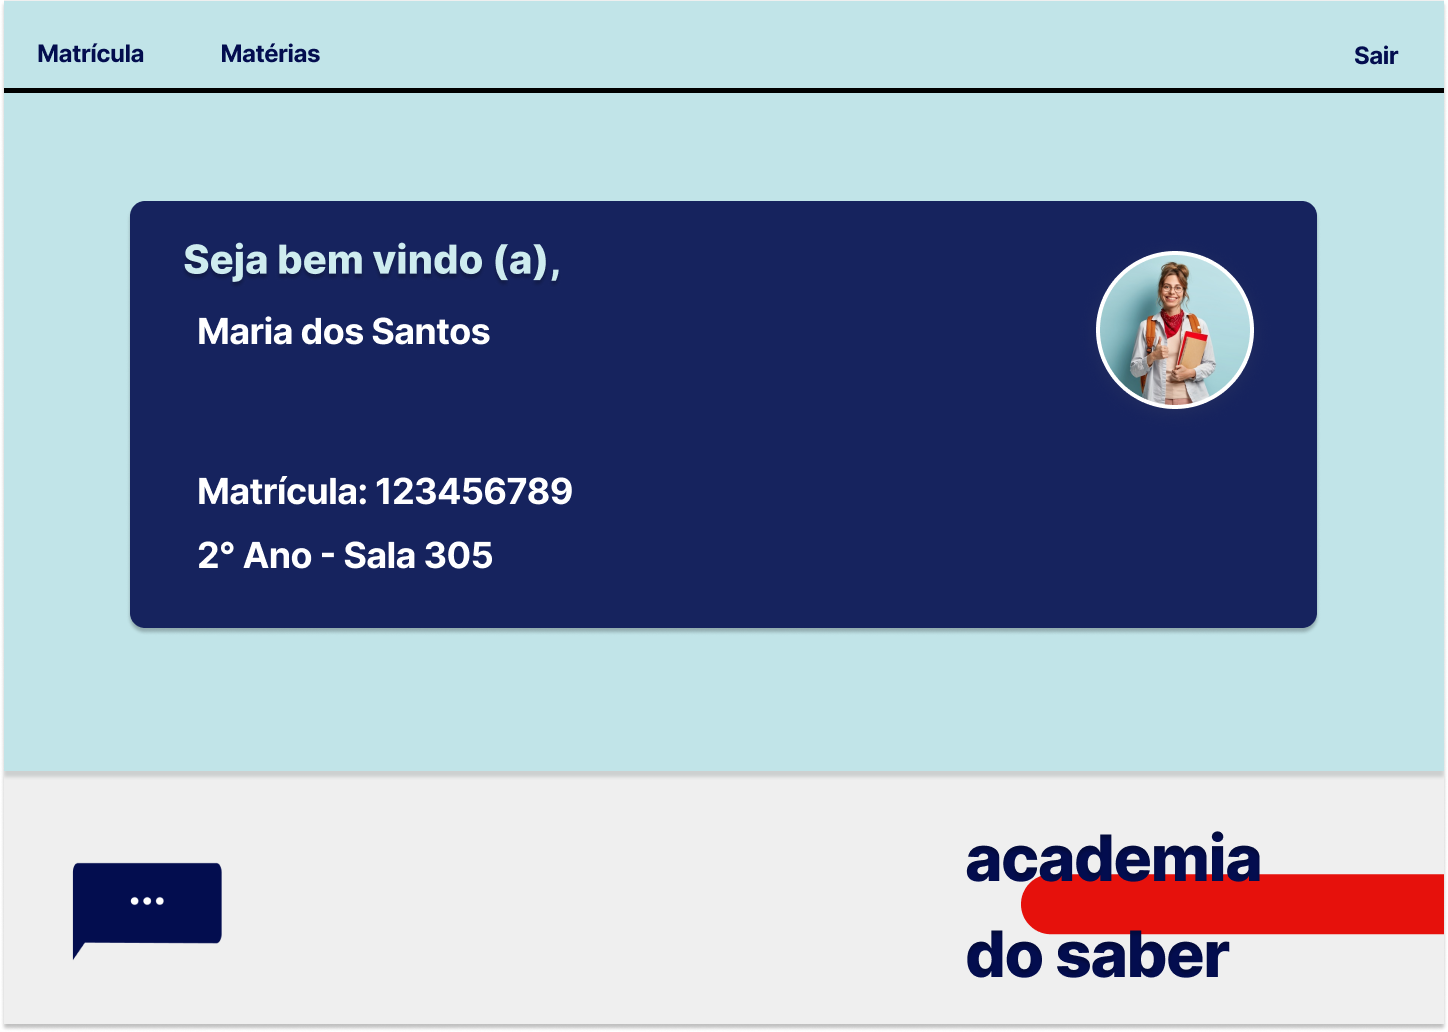 Matrícula
Matérias
Sair
Seja bem vindo (a),
Maria dos Santos
Matrícula: 123456789
2° Ano - Sala 305
academia
do saber